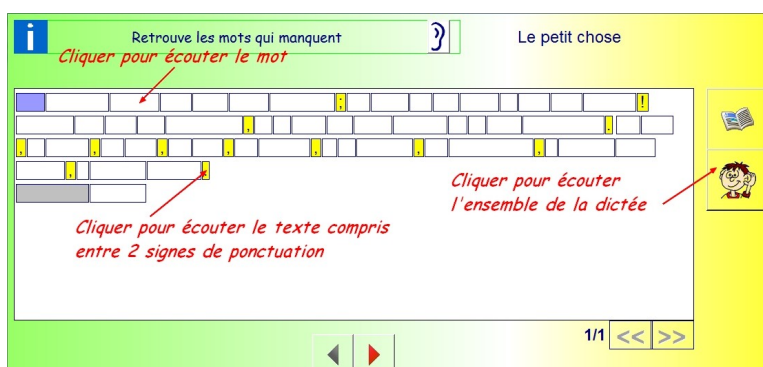 i Retrouve les mots qui manquent Le petit chose
Cliquer pour écouter le mot
; !
, .
, , , , , ,
, .
Cliquer pour écouter
l'ensemble de la dictée
Cliquer pour écouter le texte compris
entre 2 signes de ponctuation
1/1 << >>